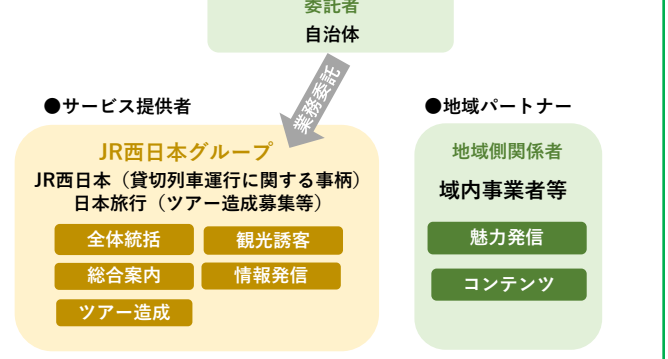 委託者
自治体
業務委託
●サービス提供者
JR西日本グループ
JR西日本（貸切列車運行に関する事柄）
日本旅行（ツアー造成募集等）
全体統括
観光誘客
総合案内
情報発信
ツアー造成
●地域パートナー
地域側関係者
域内事業者等
魅力発信
コンテンツ